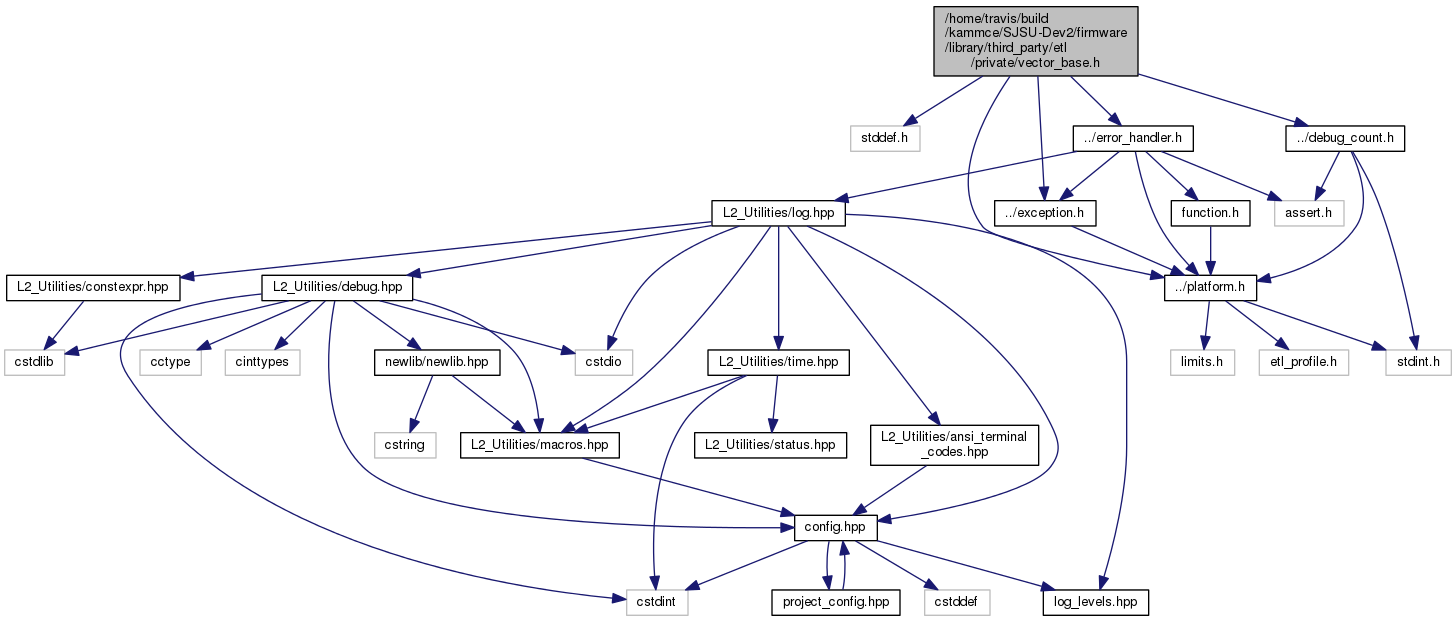 /home/travis/build
/kammce/SJSU-Dev2/firmware
/library/third_party/etl
/private/vector_base.h
stddef.h
../error_handler.h
../debug_count.h
L2_Utilities/log.hpp
../exception.h
function.h
assert.h
L2_Utilities/constexpr.hpp
L2_Utilities/debug.hpp
../platform.h
cstdlib
cctype
cinttypes
newlib/newlib.hpp
cstdio
L2_Utilities/time.hpp
limits.h
etl_profile.h
stdint.h
cstring
L2_Utilities/macros.hpp
L2_Utilities/status.hpp
L2_Utilities/ansi_terminal
_codes.hpp
config.hpp
cstdint
project_config.hpp
cstddef
log_levels.hpp